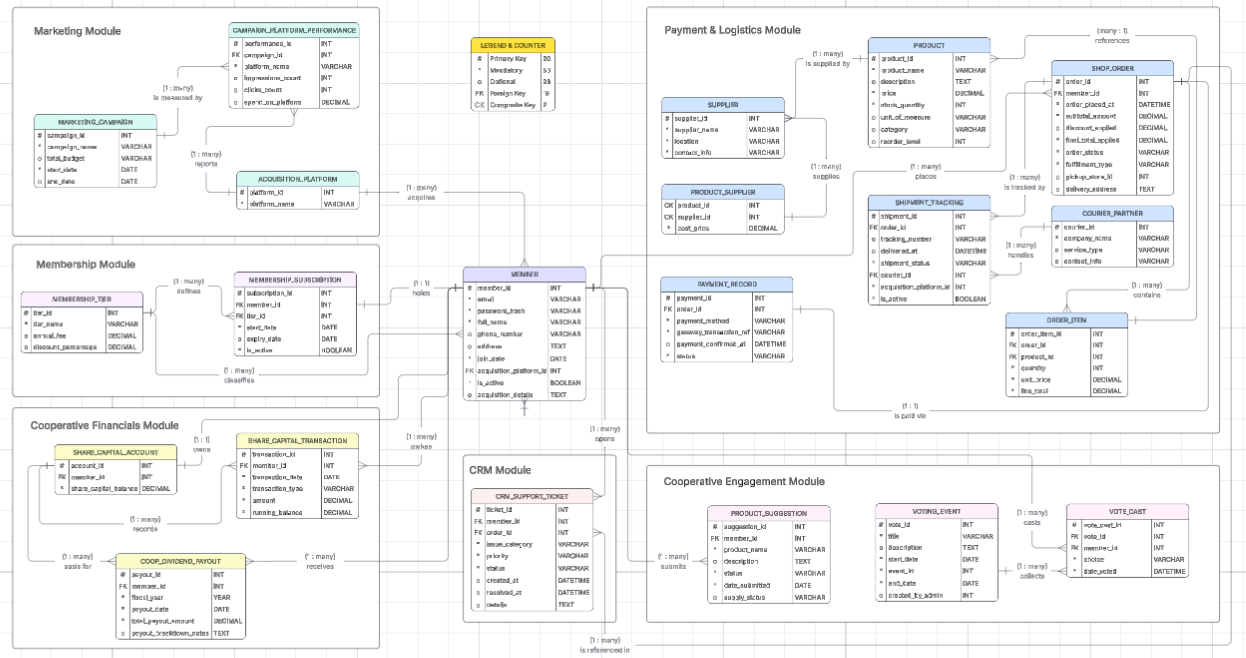 Marketing Module
CAMPAIGN_PLATFORM_PERFORMANCE
# performance_id INT
FK campaign_id INT
* platform_name VARCHAR
o impressions_count INT
o clicks_count INT
o spend_on_platform DECIMAL
(1 : many)
is measured by
MARKETING_CAMPAIGN
# campaign_id INT
* campaign_name VARCHAR
o total_budget VARCHAR
* start_date DATE
o end_date DATE
(1 : many)
reports
ACQUISITION_PLATFORM
# platform_id INT
* platform_name VARCHAR
(1 : many)
acquires
LEGEND & COUNTER
# Primary Key 20
* Mandatory
o Optional
FK Foreign Key
CK Composite Key
Membership Module
MEMBERSHIP_TIER
# tier_id INT
* tier_name VARCHAR
o annual_fee DECIMAL
o discount_percentage DECIMAL
(1 : many)
defines
MEMBERSHIP_SUBSCRIPTION
# subscription_id INT
FK member_id INT
FK tier_id INT
* start_date DATE
o expiry_date DATE
* is_active BOOLEAN
(1 : 1)
holds
(1 : many)
classifies
MEMBER
# member_id INT
* email VARCHAR
* password_hash VARCHAR
* full_name VARCHAR
o phone_number VARCHAR
o address TEXT
* join_date DATE
FK acquisition_platform_id INT
* is_active BOOLEAN
o acquisition_details TEXT
Cooperative Financials Module
SHARE_CAPITAL_ACCOUNT
# account_id INT
FK member_id INT
* share_capital_balance DECIMAL
(1 : 1)
owns
SHARE_CAPITAL_TRANSACTION
# transaction_id INT
FK member_id INT
* transaction_date DATE
* transaction_type VARCHAR
* amount DECIMAL
* running_balance DECIMAL
(1 : many)
makes
(1 : many)
records
(1 : many)
basis for
COOP_DIVIDEND_PAYOUT
# payout_id INT
FK member_id INT
* fiscal_year YEAR
* payout_date DATE
* total_payout_amount DECIMAL
o payout_breakdown_notes TEXT
receives
CRM Module
(1 : many)
opens
CRM_SUPPORT_TICKET
# ticket_id INT
FK member_id INT
FK order_id INT
* issue_category VARCHAR
* priority VARCHAR
* status VARCHAR
o created_at DATETIME
o resolved_at DATETIME
o details TEXT
(1 : many)
is referenced in
Payment & Logistics Module
SUPPLIER
# supplier_id INT
* supplier_name VARCHAR
* location VARCHAR
* contact_info VARCHAR
(1 : many)
is supplied by
PRODUCT
# product_id INT
* product_name VARCHAR
o description TEXT
* price DECIMAL
* stock_quantity INT
o unit_of_measure VARCHAR
o category VARCHAR
o reorder_level INT
(many : 1)
references
SHOP_ORDER
# order_id INT
FK member_id INT
* order_placed_at DATETIME
* subtotal_amount DECIMAL
o discount_applied DECIMAL
* final_total_applied DECIMAL
* order_status VARCHAR
* fulfillment_type VARCHAR
o pickup_store_id INT
o delivery_address TEXT
(1 : many)
supplies
PRODUCT_SUPPLIER
CK product_id INT
CK supplier_id INT
* cost_price DECIMAL
(1 : many)
places
(1 : many)
is tracked by
SHIPMENT_TRACKING
# shipment_id INT
FK order_id INT
o tracking_number VARCHAR
o delivered_at DATETIME
* shipment_status VARCHAR
FK courier_id INT
* acquisition_platform_id INT
* is_active BOOLEAN
COURIER_PARTNER
# courier_id INT
* company_name VARCHAR
* service_type VARCHAR
o contact_info VARCHAR
(1 : many)
handles
PAYMENT_RECORD
# payment_id INT
FK order_id INT
* payment_method VARCHAR
* gateway_transaction_ref VARCHAR
o payment_confirmed_at DATETIME
* status VARCHAR
(1 : many)
contains
ORDER_ITEM
# order_item_id INT
FK order_id INT
FK product_id INT
* quantity INT
* unit_price DECIMAL
* line_total DECIMAL
(1 : 1)
is paid via
Cooperative Engagement Module
submits
PRODUCT_SUGGESTION
# suggestion_id INT
FK member_id INT
* product_name VARCHAR
o description TEXT
* status VARCHAR
* date_submitted DATE
o supply_status VARCHAR
VOTING_EVENT
# vote_id INT
* title VARCHAR
o description TEXT
* start_date DATE
* event_id INT
* end_date DATE
o created_by_admin INT
(1 : many)
casts
(1 : many)
collects
VOTE_CAST
# vote_cast_id INT
FK vote_id INT
FK member_id INT
* choice VARCHAR
* date_voted DATETIME